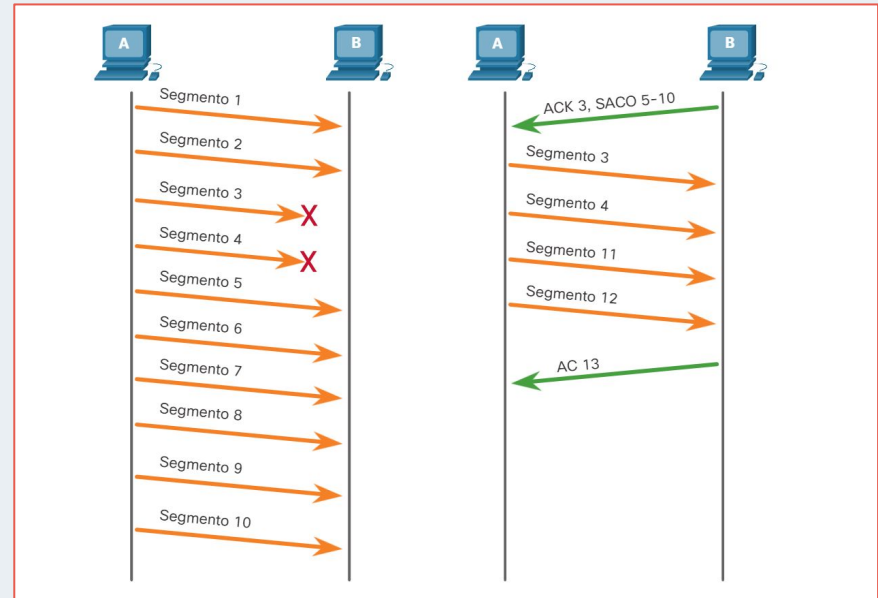 A
B
Segmento 1
Segmento 2
Segmento 3
X
Segmento 4
X
Segmento 5
Segmento 6
Segmento 7
Segmento 8
Segmento 9
Segmento 10
A
B
ACK 3, SACO 5-10
Segmento 3
Segmento 4
Segmento 11
Segmento 12
AC 13